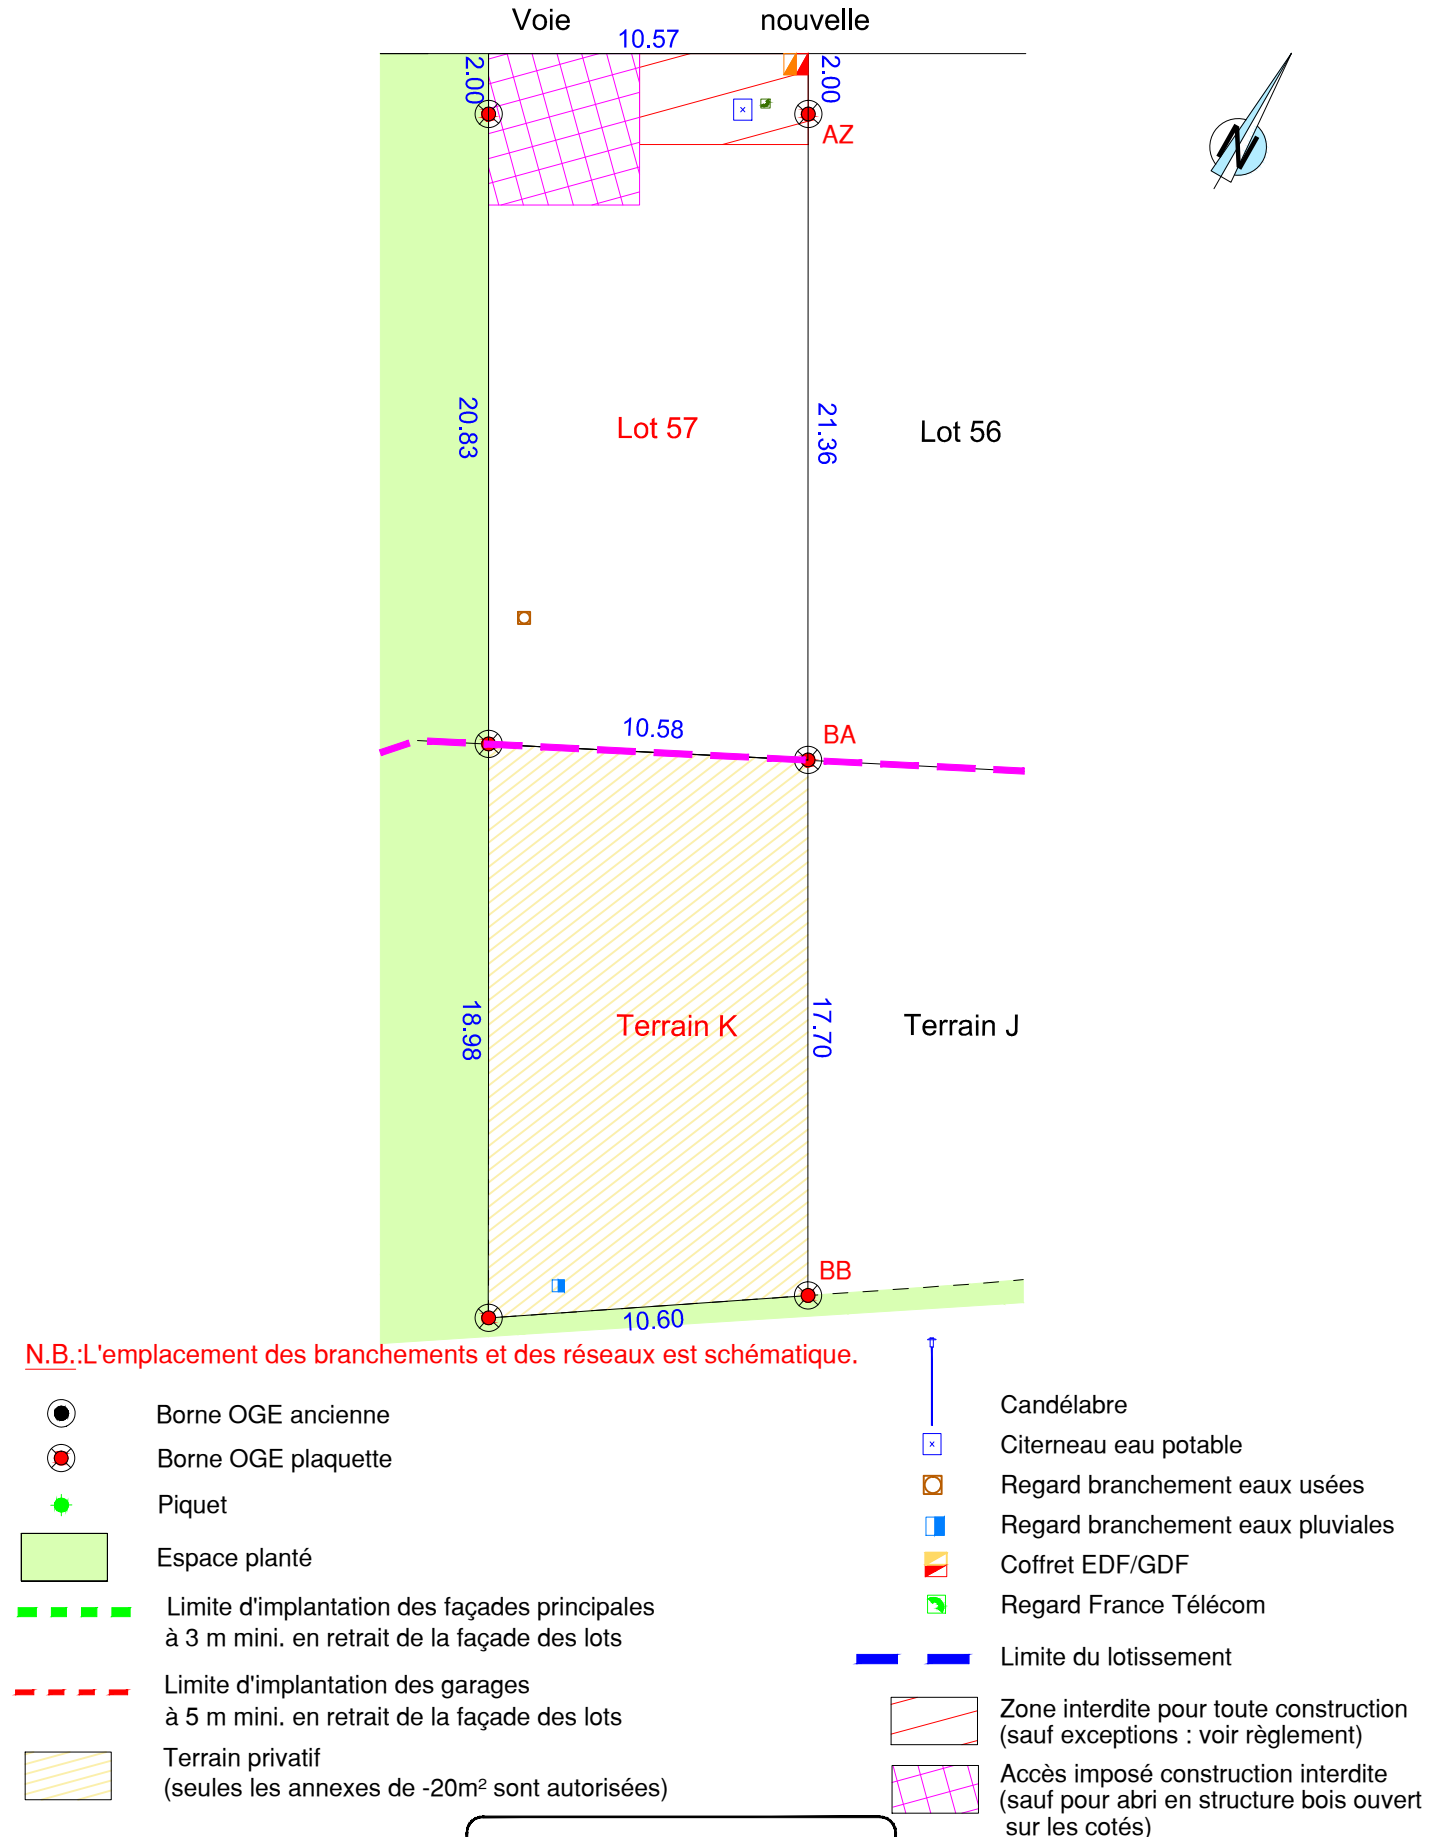 Voie nouvelle
10.57
2.00
2.00
AZ
20.83
Lot 57
21.36
Lot 56
10.58
BA
18.98
Terrain K
17.70
Terrain J
BB
10.60
N
N.B.:L'emplacement des branchements et des réseaux est schématique.
Borne OGE ancienne
Borne OGE plaquette
Piquet
Espace planté
Limite d'implantation des façades principales
à 3 m mini. en retrait de la façade des lots
Limite d'implantation des garages
à 5 m mini. en retrait de la façade des lots
Terrain privatif
(seules les annexes de -20m² sont autorisées)
Candélabre
Citerneau eau potable
Regard branchement eaux usées
Regard branchement eaux pluviales
Coffret EDF/GDF
Regard France Télécom
Limite du lotissement
Zone interdite pour toute construction
(sauf exceptions : voir règlement)
Accès imposé construction interdite
(sauf pour abri en structure bois ouvert
sur les cotés)